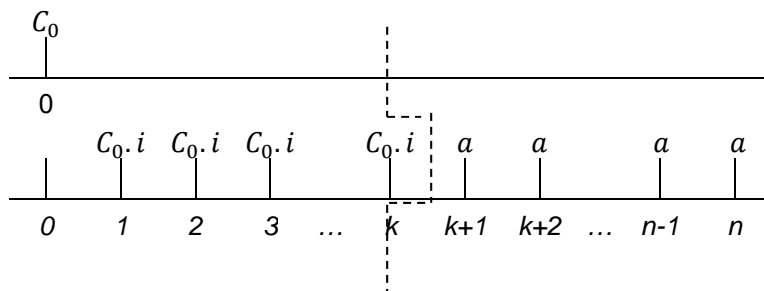 C₀
0
C₀.i C₀.i C₀.i C₀.i a a a a
0 1 2 3 … k k+1 k+2 … n-1 n